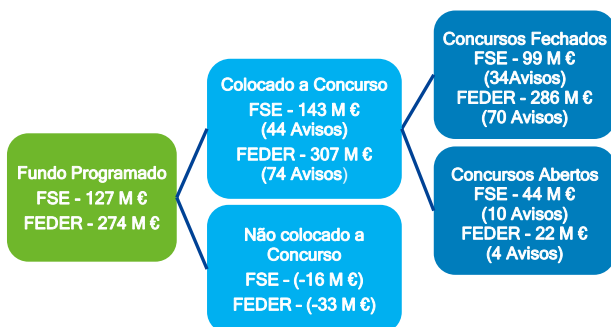 Fundo Programado
FSE - 127 M €
FEDER - 274 M €
Colocado a Concurso
FSE - 143 M €
(44 Avisos)
FEDER - 307 M €
(74 Avisos)
Não colocado a
Concurso
FSE - (-16 M €)
FEDER - (-33 M €)
Concursos Fechados
FSE - 99 M €
(34Avisos)
FEDER - 286 M €
(70 Avisos)
Concursos Abertos
FSE - 44 M €
(10 Avisos)
FEDER - 22 M €
(4 Avisos)